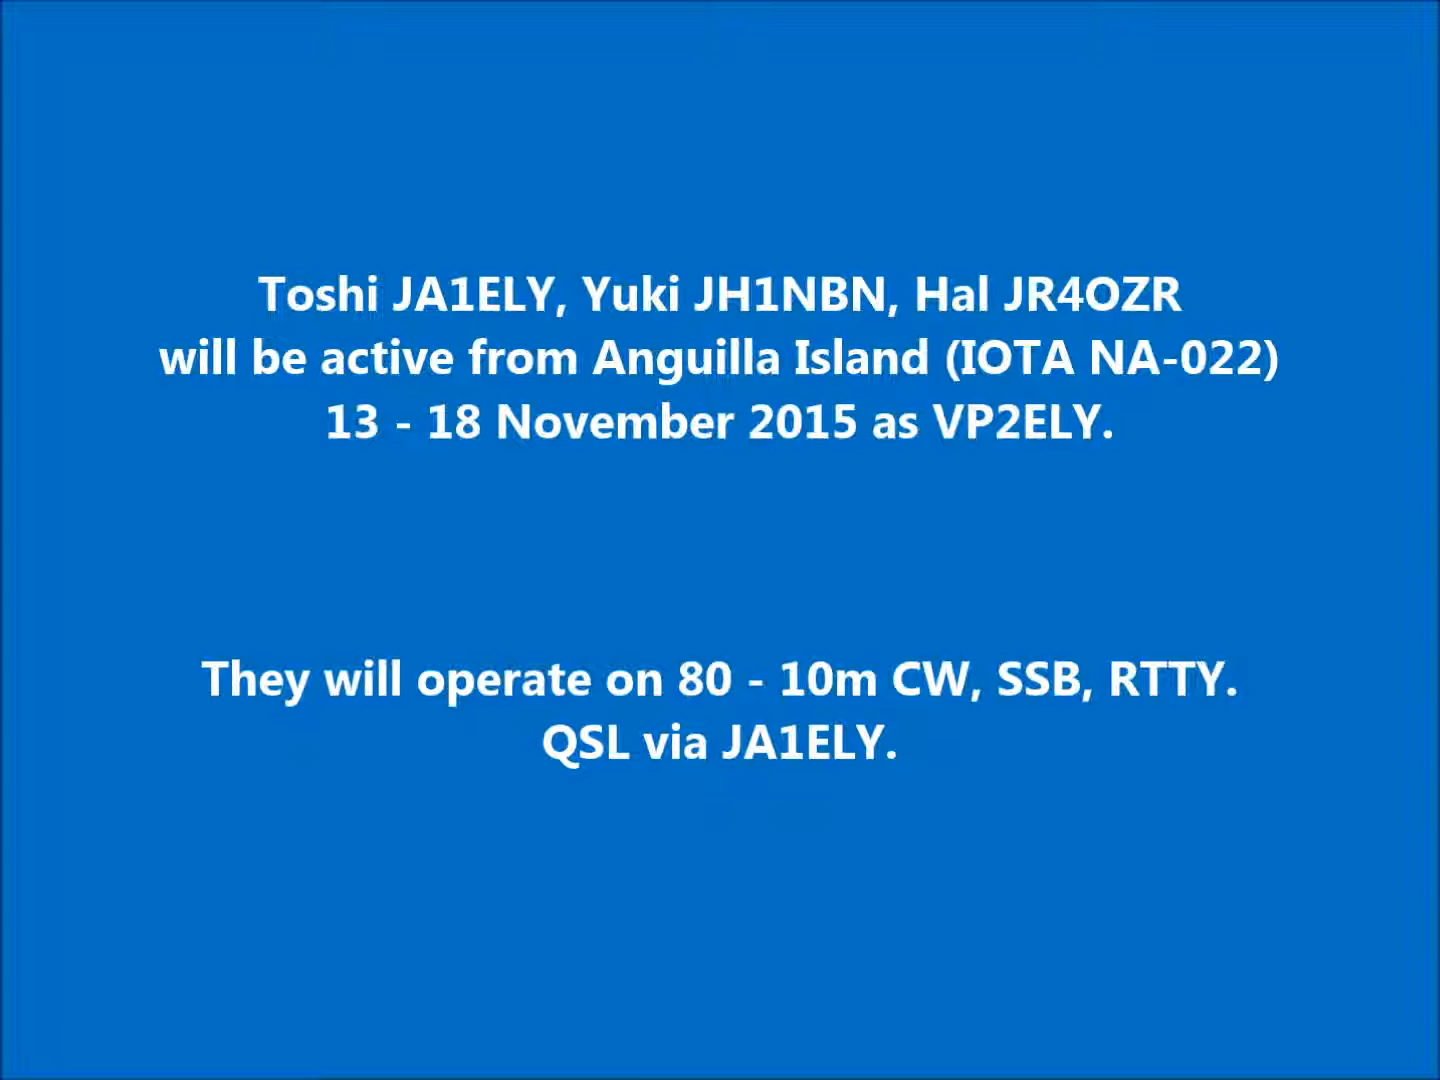 Toshi JA1ELY, Yuki JH1NBN, Hal JR4OZR
will be active from Anguilla Island (IOTA NA-022)
13 - 18 November 2015 as VP2ELY.
They will operate on 80 - 10m CW, SSB, RTTY.
QSL via JA1ELY.